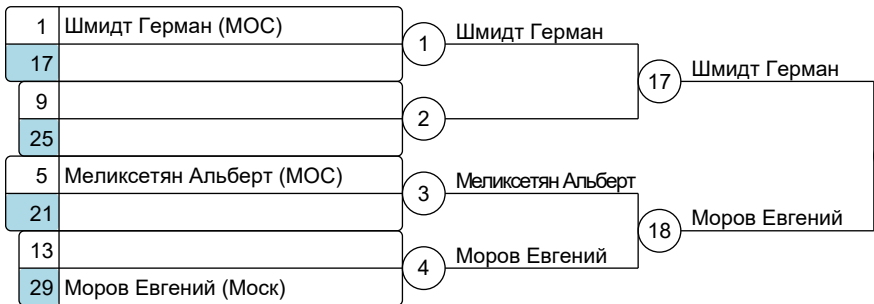 1 Шмидт Герман (МОС)
1 Шмидт Герман
17
17 Шмидт Герман
9
2
25
5 Меликсетян Альберт (МОС)
3 Меликсетян Альберт
21
18 Моров Евгений
13
4 Моров Евгений
29 Моров Евгений (Моск)